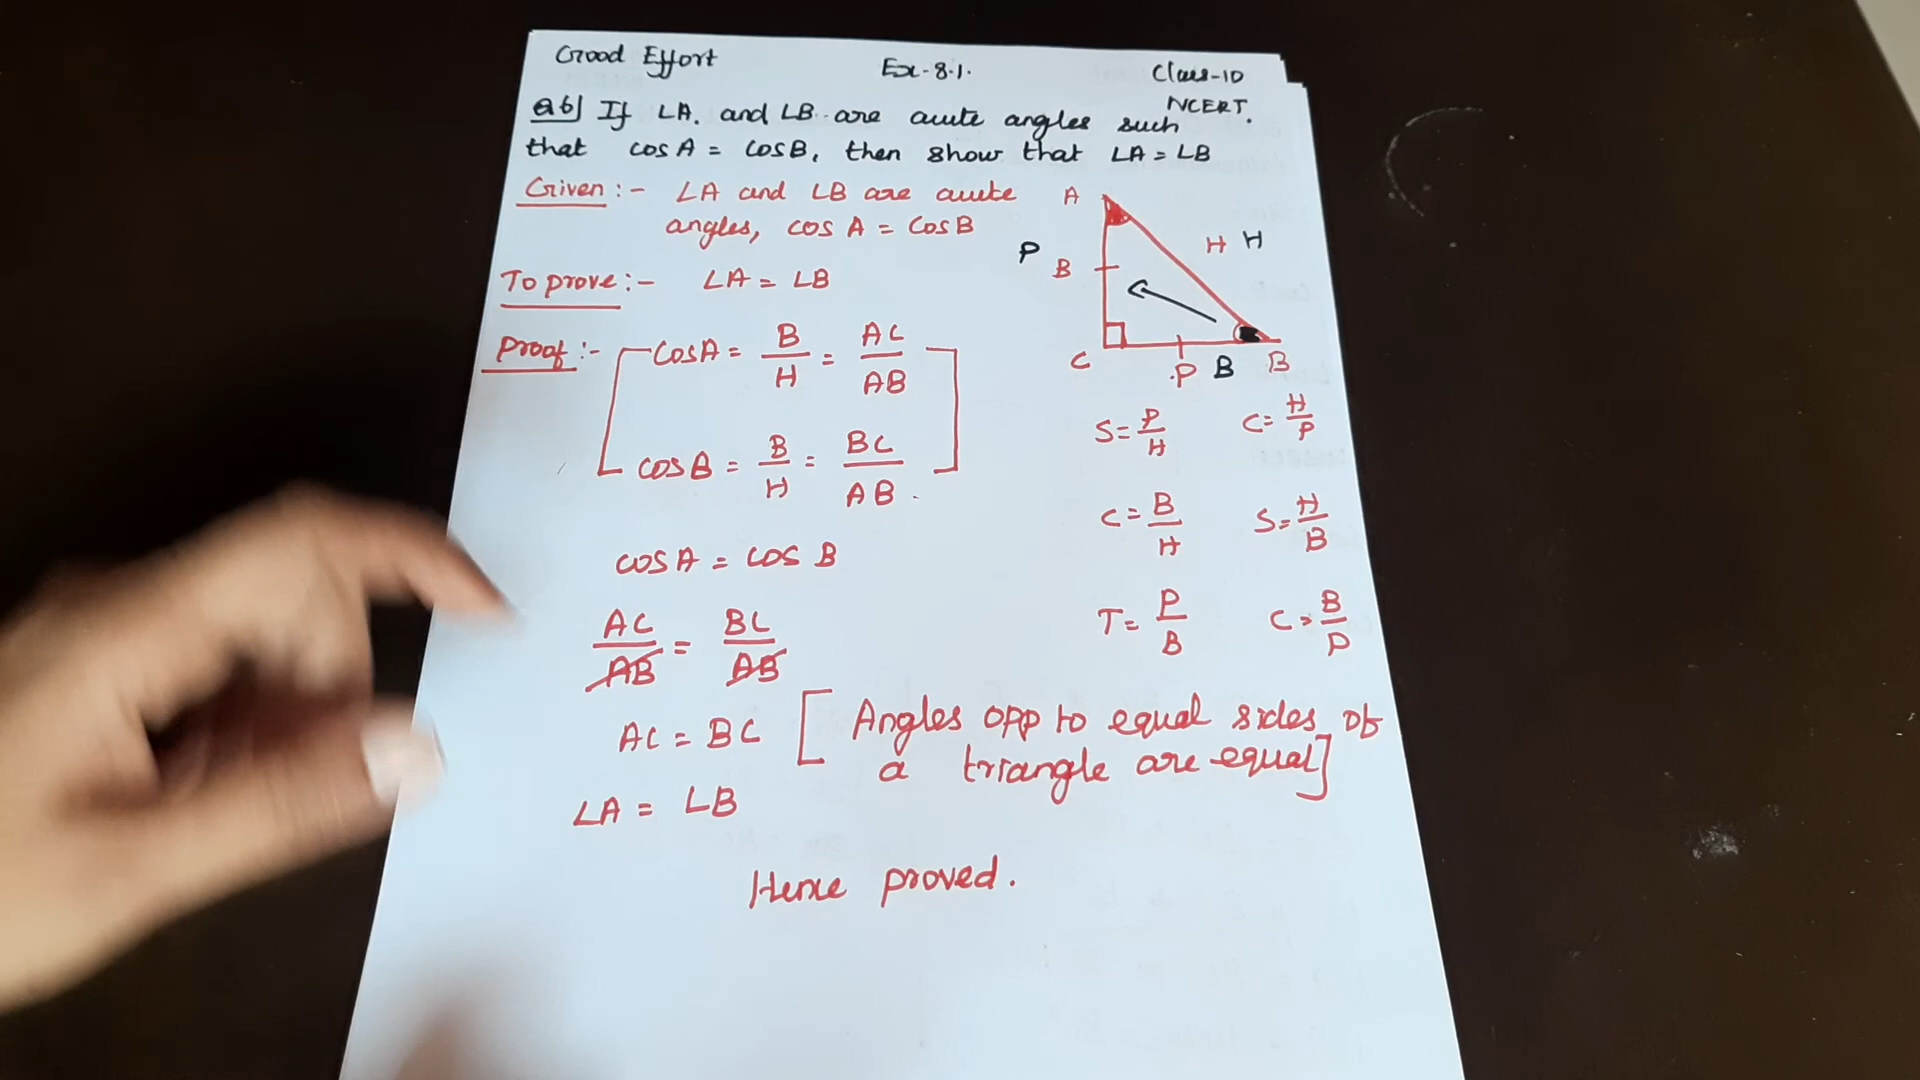 Good Effort Ex-8.1. Class-10
NCERT.
Q6] If ∠A. and ∠B are acute angles such
that cos A = cos B, then show that ∠A = ∠B
Given :- ∠A and ∠B are acute
angles, cos A = Cos B
To prove :- ∠A = ∠B
Proof :- Cos A = B/H = AC/AB
cos B = B/H = BC/AB.
cos A = cos B
AC/AB = BC/AB
AC = BC [Angles opp to equal sides of
a triangle are equal]
∠A = ∠B
Hence proved.
A
P B H H
C P B B
S = P/H C = H/P
C = B/H S = H/B
T = P/B C = B/P